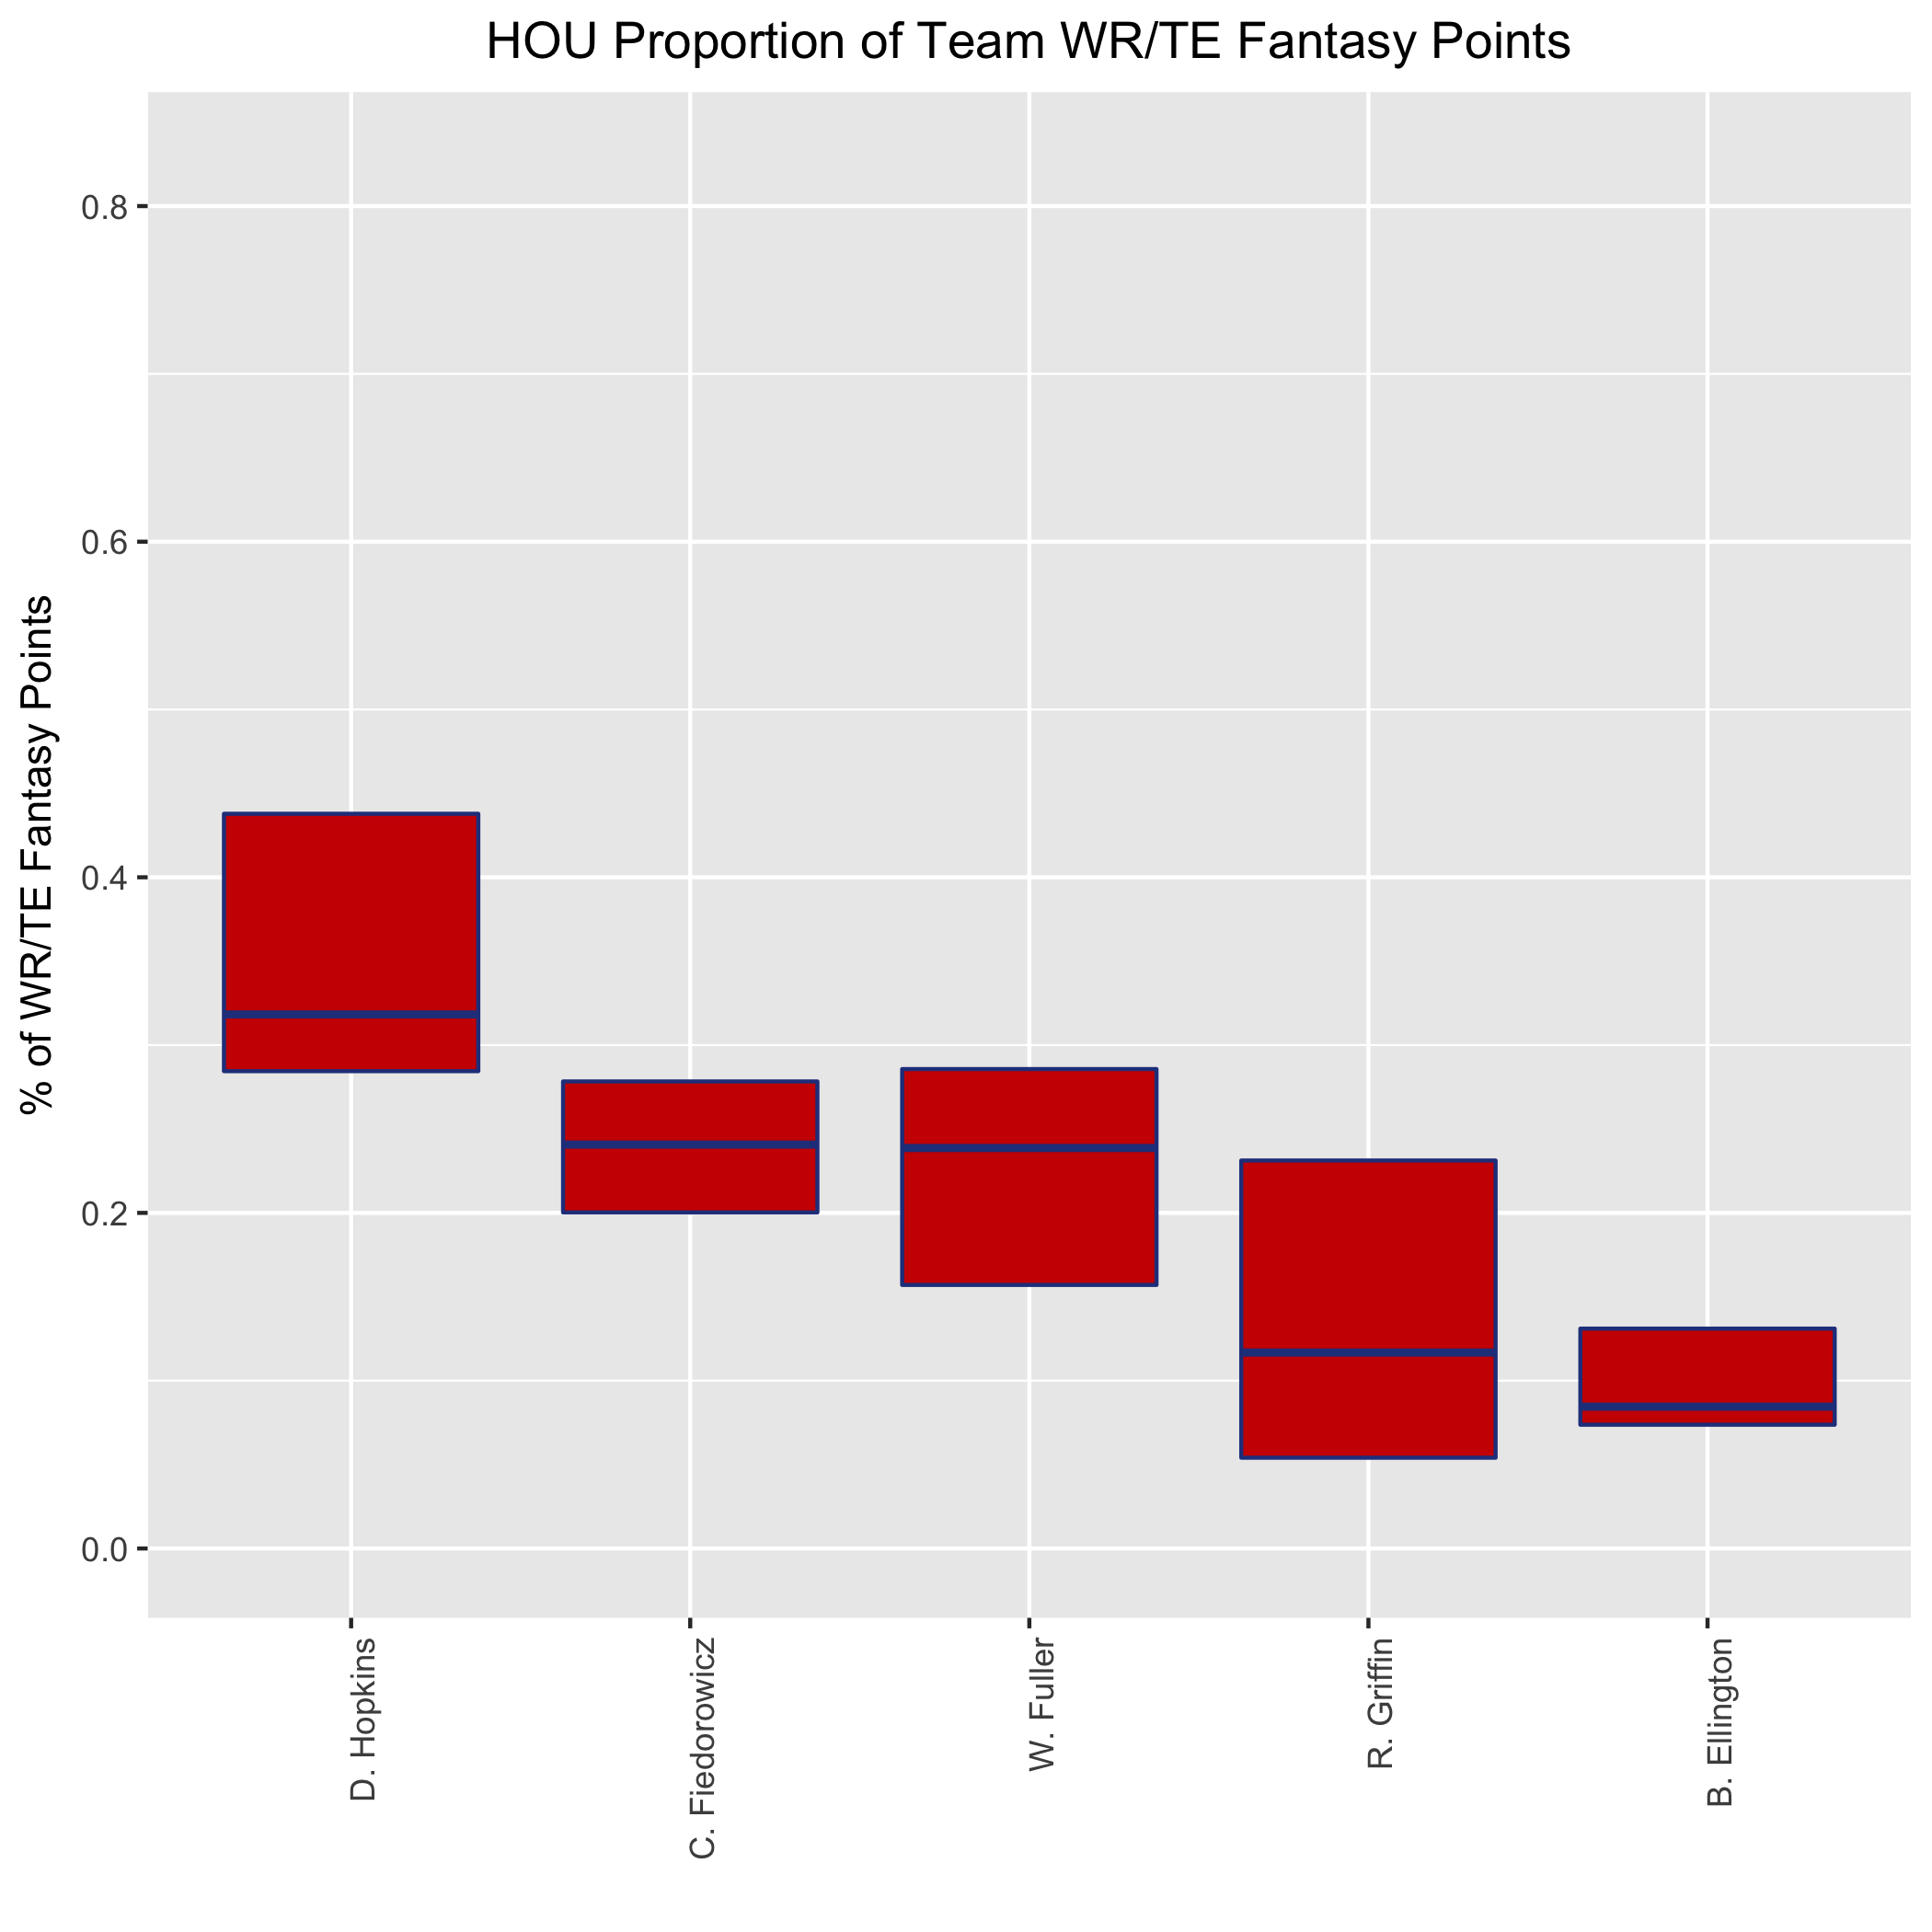 HOU Proportion of Team WR/TE Fantasy Points
% of WR/TE Fantasy Points
0.8
0.6
0.4
0.2
0.0
D. Hopkins
C. Fiedorowicz
W. Fuller
R. Griffin
B. Ellington